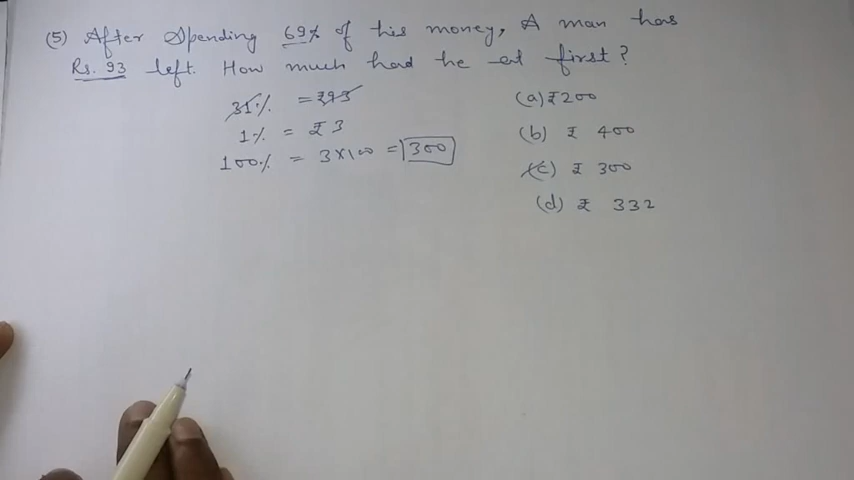 (5) After Spending 69% of his money, A man has
Rs. 93 left. How much had he at first?
31% = ₹93
1% = ₹3
100% = 3×100 = 300
(a) ₹200
(b) ₹ 400
(c) ₹ 300
(d) ₹ 332